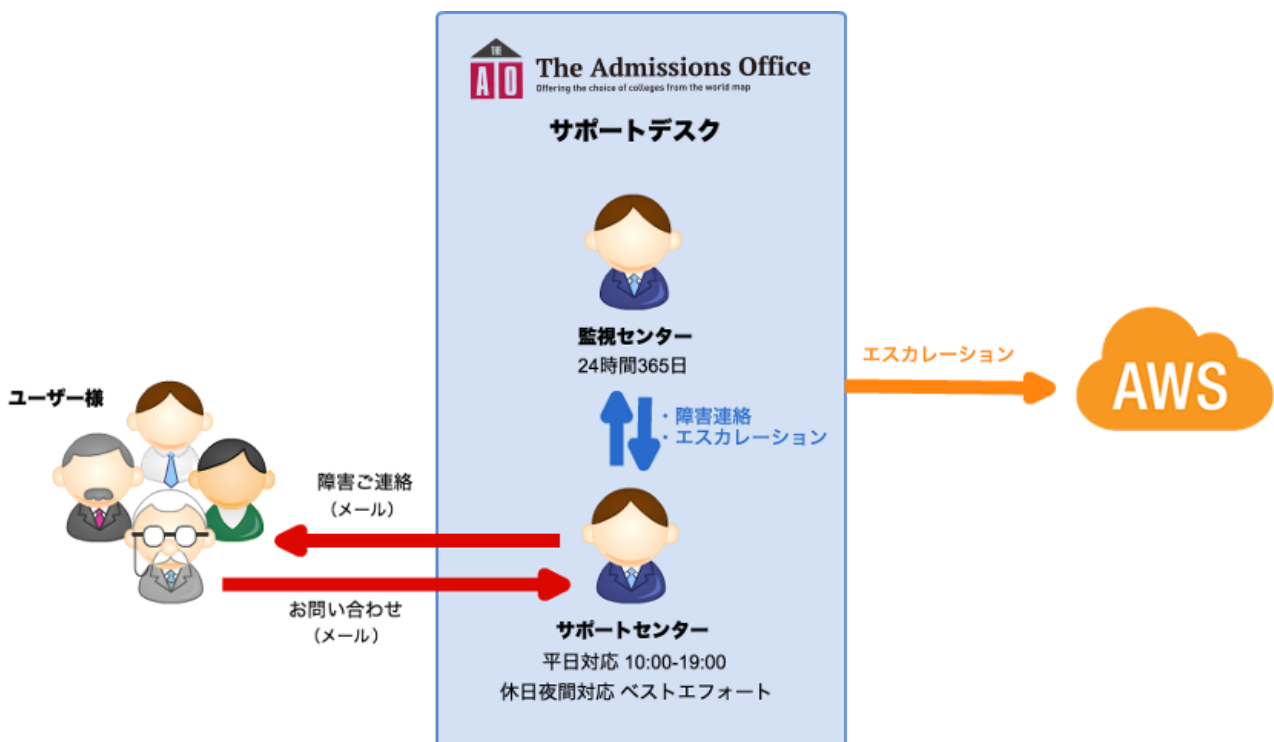 THE
AO
The Admissions Office
Offering the choice of colleges from the world map
サポートデスク
監視センター
24時間365日
・障害連絡
・エスカレーション
エスカレーション
AWS
ユーザー様
障害ご連絡
（メール）
お問い合わせ
（メール）
サポートセンター
平日対応 10:00-19:00
休日夜間対応 ベストエフォート